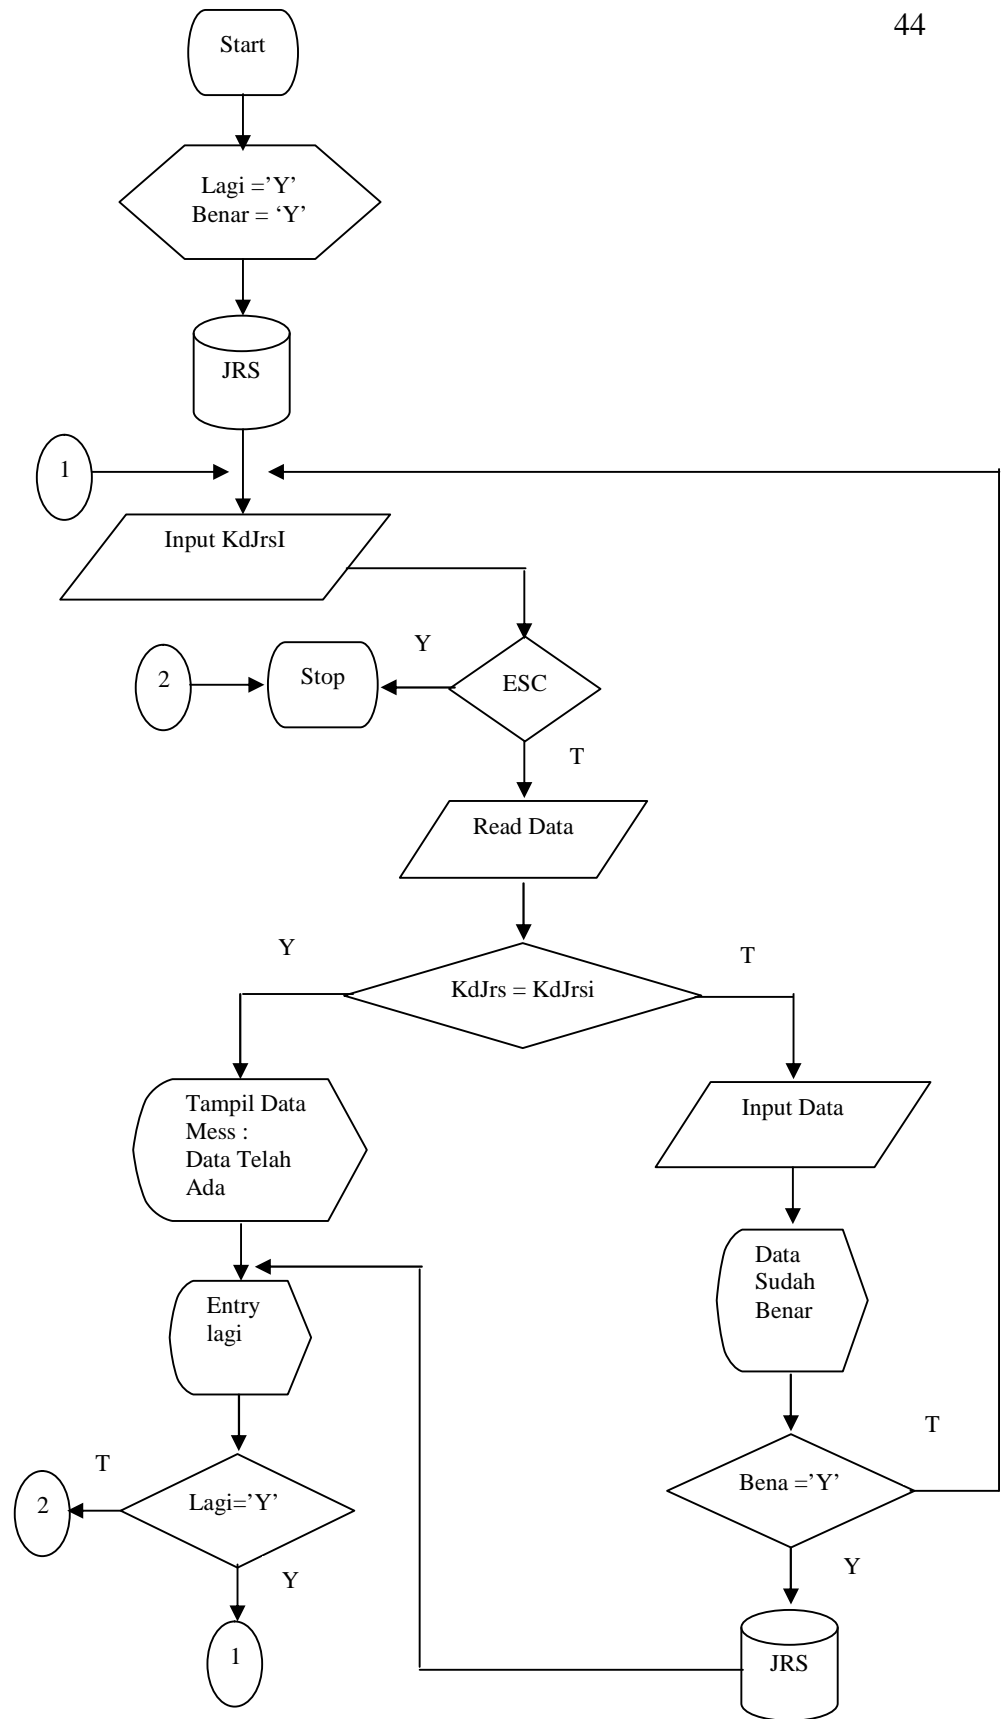 44
Start
Lagi =’Y’
Benar = ‘Y’
JRS
1
Input KdJrsI
Y
2
Stop
ESC
T
Read Data
Y
T
KdJrs = KdJrsi
Tampil Data
Mess :
Data Telah
Ada
Input Data
Data
Sudah
Benar
Entry
lagi
T
T
2
Lagi=’Y’
Bena =’Y’
Y
Y
1
JRS